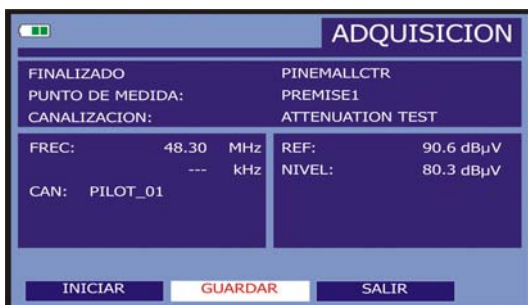 ADQUISICION
FINALIZADO PINEMALLCTR
PUNTO DE MEDIDA: PREMISE1
CANALIZACION: ATTENUATION TEST
FREC: 48.30 MHz
--- kHz
CAN: PILOT_01
REF: 90.6 dBµV
NIVEL: 80.3 dBµV
INICIAR GUARDAR SALIR